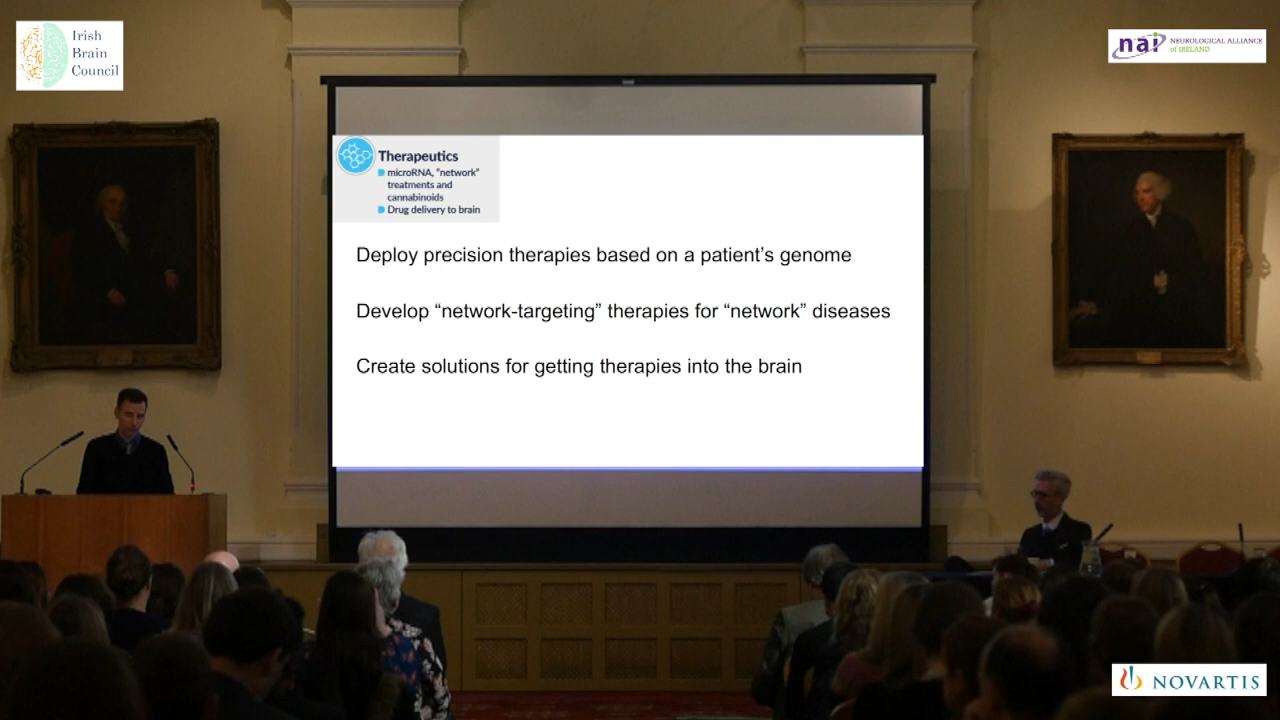 Irish
Brain
Council
nai NEUROLOGICAL ALLIANCE
of IRELAND
Therapeutics
microRNA, “network”
treatments and
cannabinoids
Drug delivery to brain
Deploy precision therapies based on a patient’s genome
Develop “network-targeting” therapies for “network” diseases
Create solutions for getting therapies into the brain
NOVARTIS